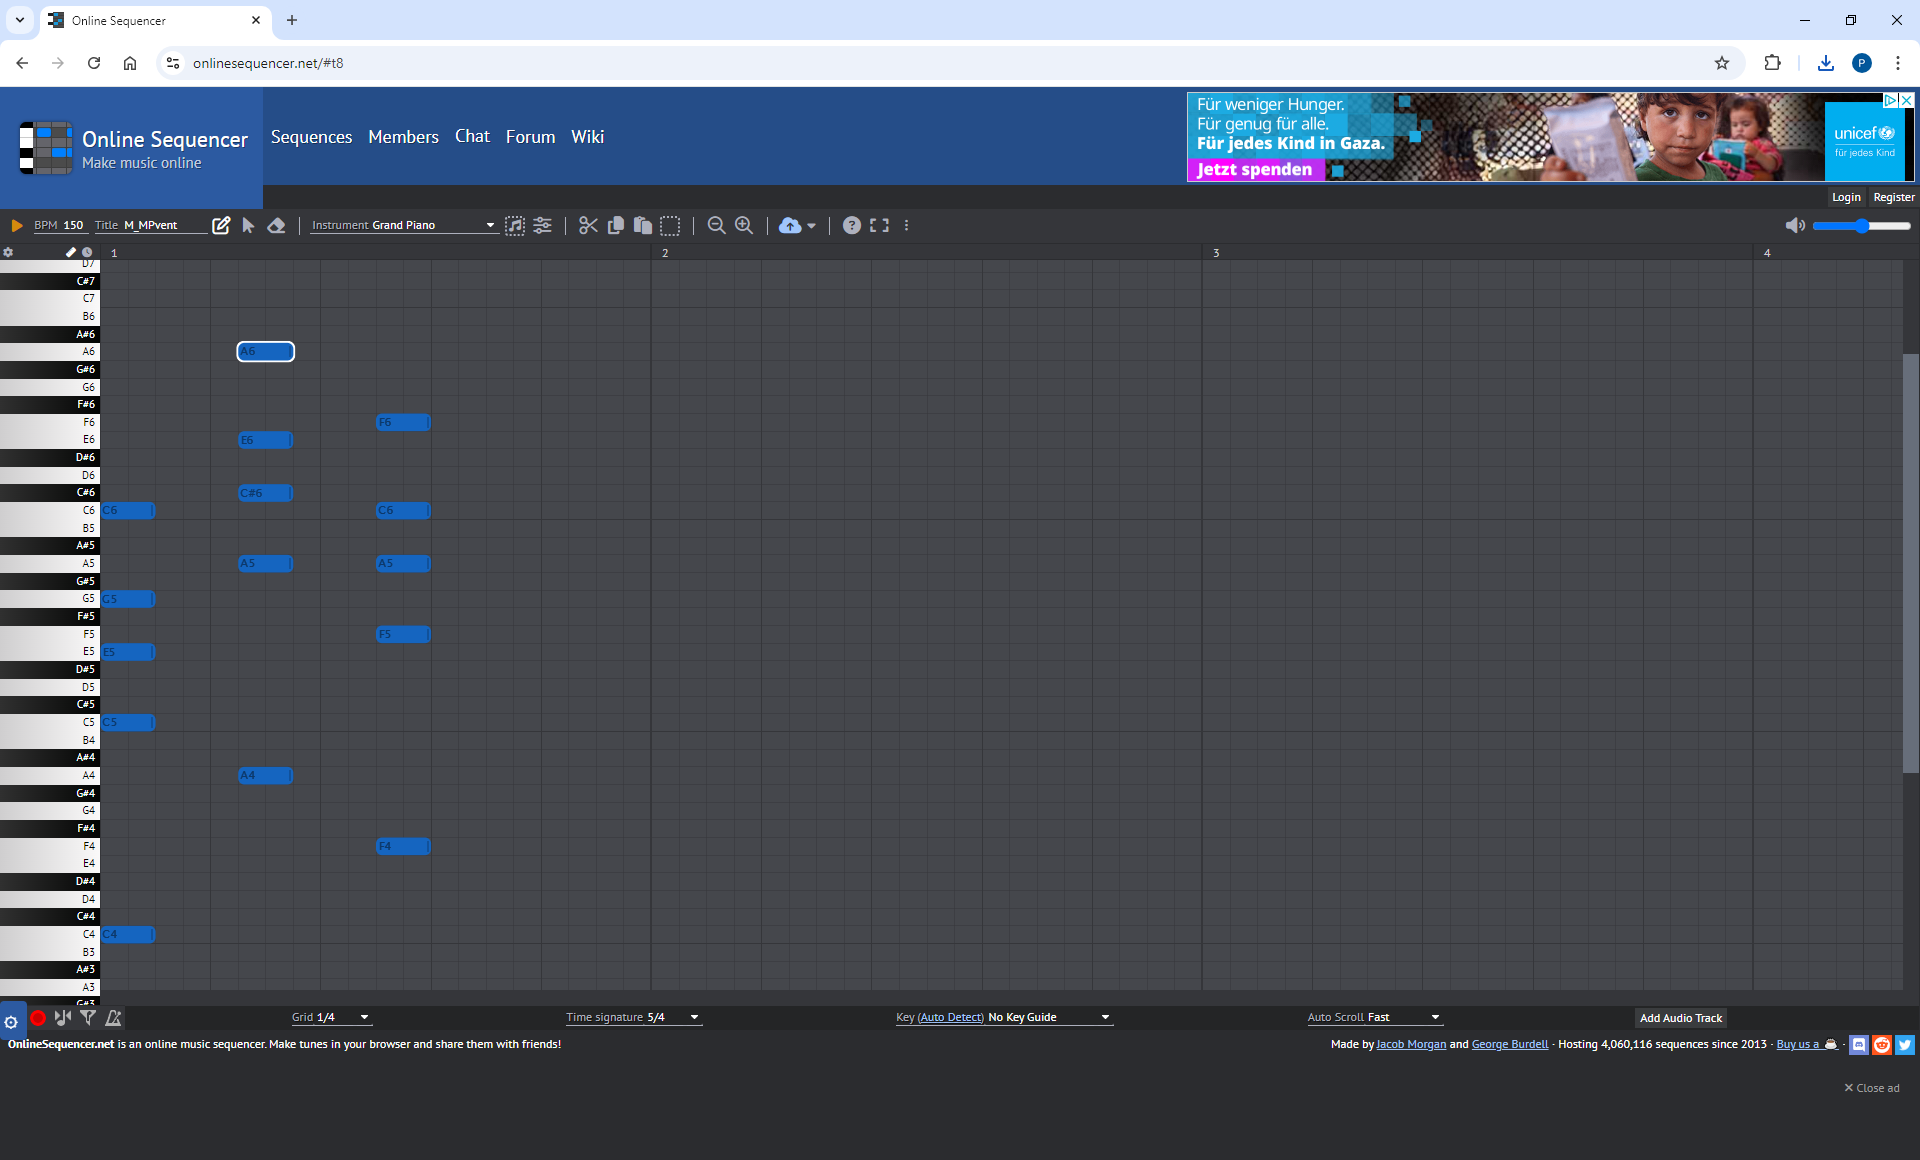 Online Sequencer
onlinesequencer.net/#t8
P
Online Sequencer
Make music online
Sequences Members Chat Forum Wiki
Für weniger Hunger.
Für genug für alle.
Für jedes Kind in Gaza.
Jetzt spenden
unicef
für jedes Kind
Login Register
BPM 150 Title M_MPvent Instrument Grand Piano
1 2 3 4
D7
C#7
C7
B6
A#6
A6 A6
G#6
G6
F#6
F6 F6
E6 E6
D#6
D6
C#6 C#6
C6 C6 C6
B5
A#5
A5 A5 A5
G#5
G5 G5
F#5
F5 F5
E5 E5
D#5
D5
C#5
C5 C5
B4
A#4
A4 A4
G#4
G4
F#4
F4 F4
E4
D#4
D4
C#4
C4 C4
B3
A#3
A3
G#3
Grid 1/4 Time signature 5/4 Key (Auto Detect) No Key Guide Auto Scroll Fast Add Audio Track
OnlineSequencer.net is an online music sequencer. Make tunes in your browser and share them with friends! Made by Jacob Morgan and George Burdell · Hosting 4,060,116 sequences since 2013 · Buy us a ·
✕ Close ad